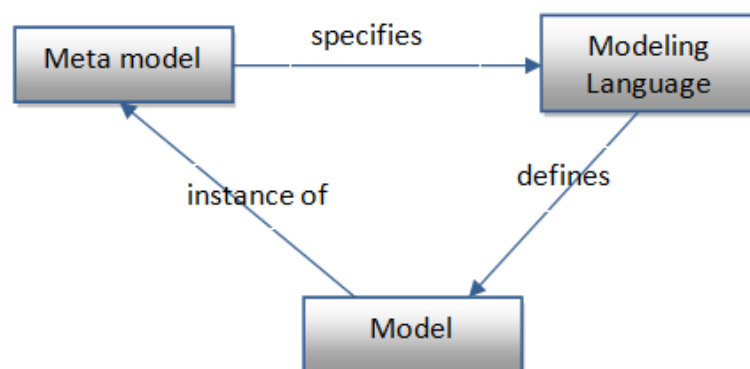 specifies
Meta model
Modeling
Language
instance of
defines
Model